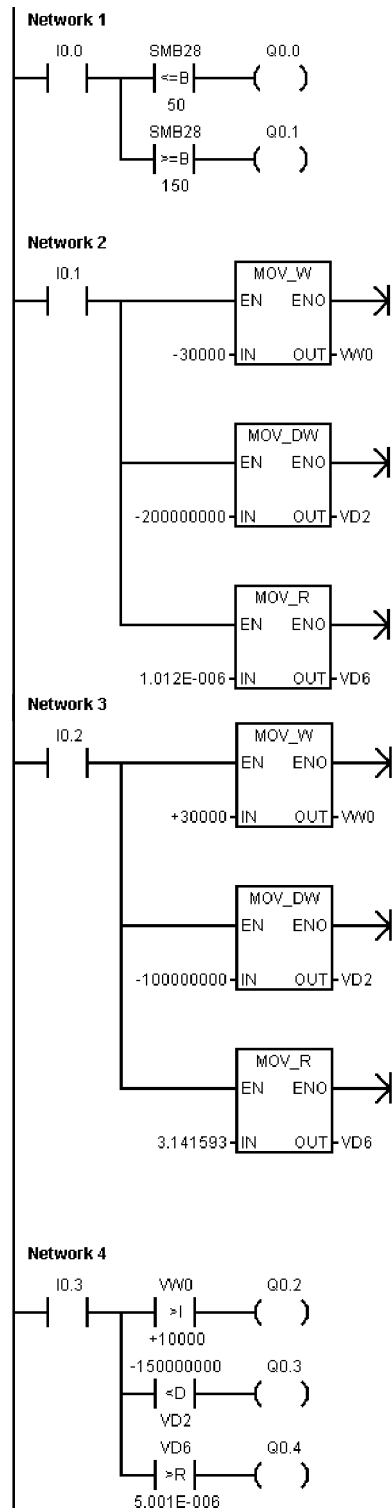 Network 1
I0.0 SMB28 Q0.0
<=B
50
SMB28 Q0.1
>=B
150
Network 2
I0.1 MOV_W
EN ENO
-30000 IN OUT VW0
MOV_DW
EN ENO
-200000000 IN OUT VD2
MOV_R
EN ENO
1.012E-006 IN OUT VD6
Network 3
I0.2 MOV_W
EN ENO
+30000 IN OUT VW0
MOV_DW
EN ENO
-100000000 IN OUT VD2
MOV_R
EN ENO
3.141593 IN OUT VD6
Network 4
I0.3 VW0 Q0.2
>I
+10000
-150000000 Q0.3
<D
VD2
VD6 Q0.4
>R
5.001E-006